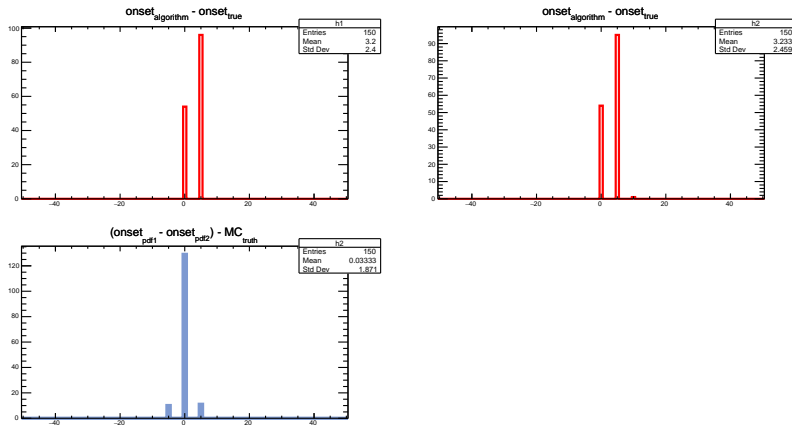 onset_algorithm - onset_true
h1
Entries 150
Mean 3.2
Std Dev 2.4
100
80
60
40
20
0
−40 −20 0 20 40
onset_algorithm - onset_true
h2
Entries 150
Mean 3.233
Std Dev 2.459
90
80
70
60
50
40
30
20
10
0
−40 −20 0 20 40
(onset_pdf1 - onset_pdf2) - MC_truth
h2
Entries 150
Mean 0.03333
Std Dev 1.871
120
100
80
60
40
20
0
−40 −20 0 20 40